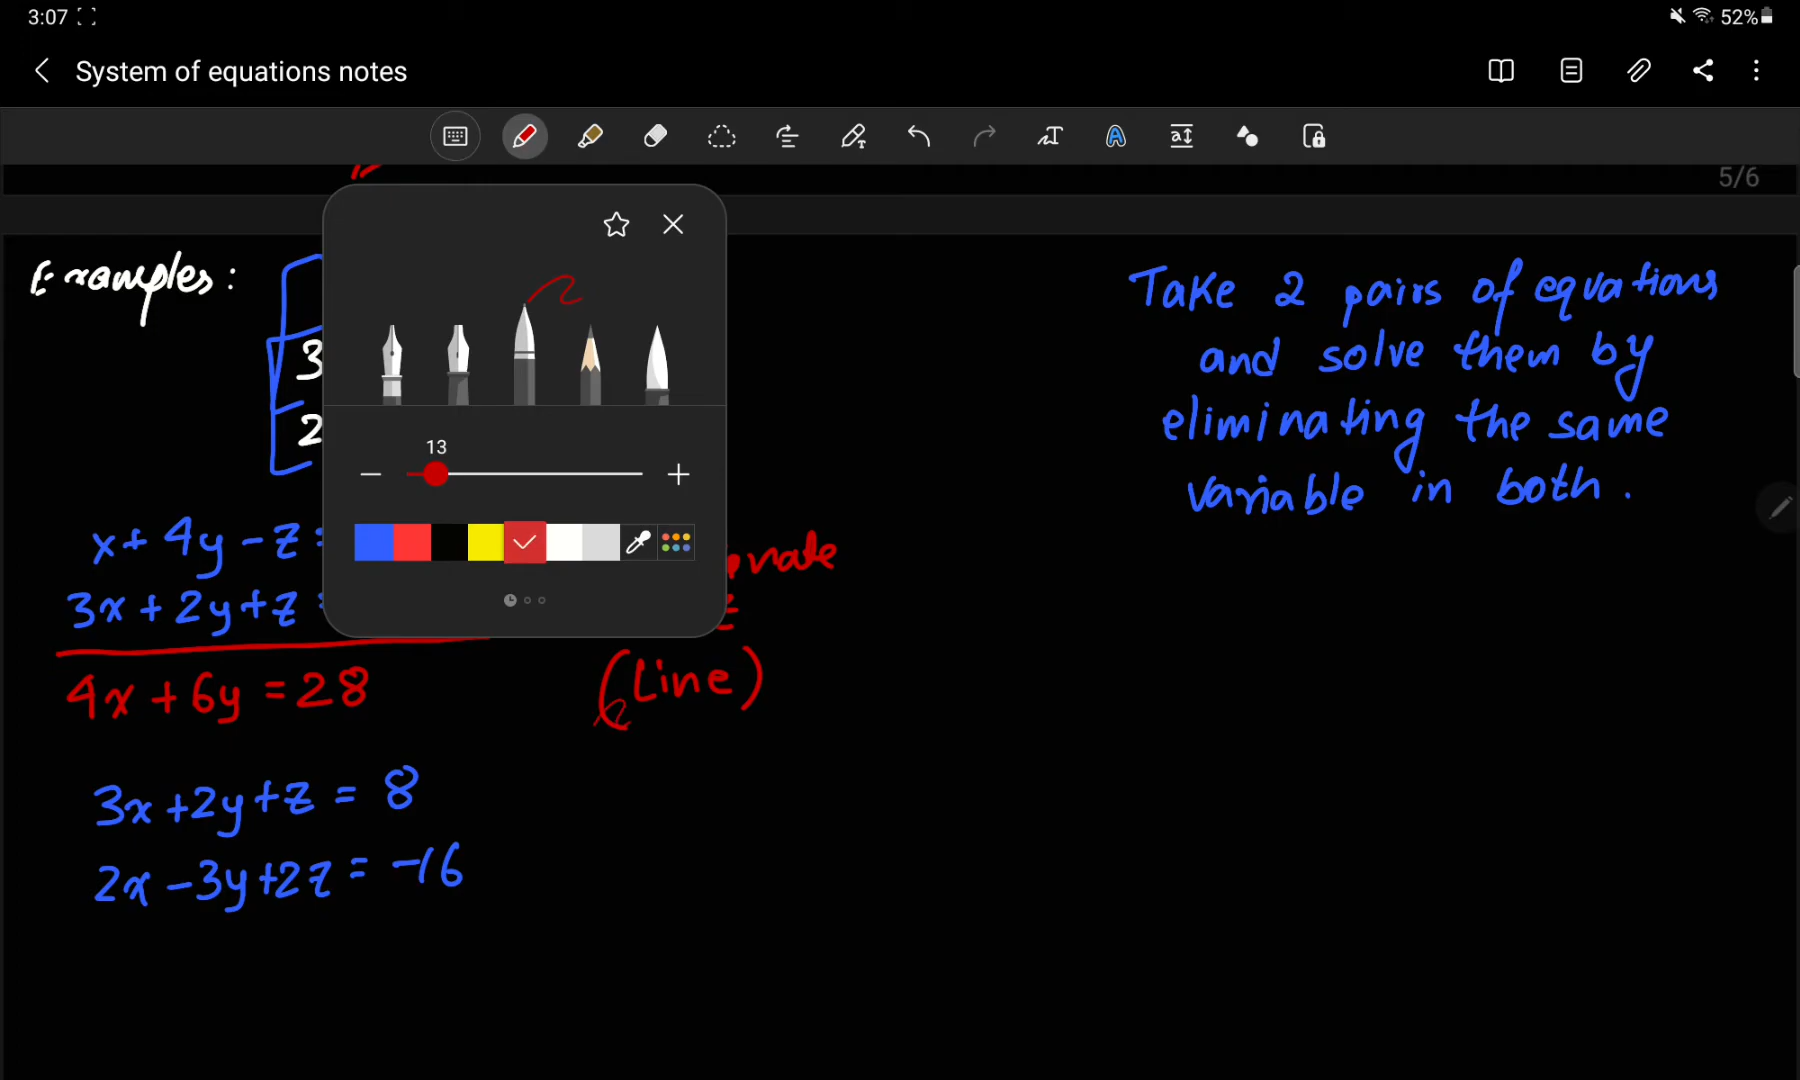 3:07
52%
System of equations notes
5/6
Examples:
3
2
Take 2 pairs of equations
and solve them by
eliminating the same
variable in both.
13
x+4y-z=
3x+2y+z=
4x+6y=28
(Line)
3x+2y+z=8
2x-3y+2z=-16